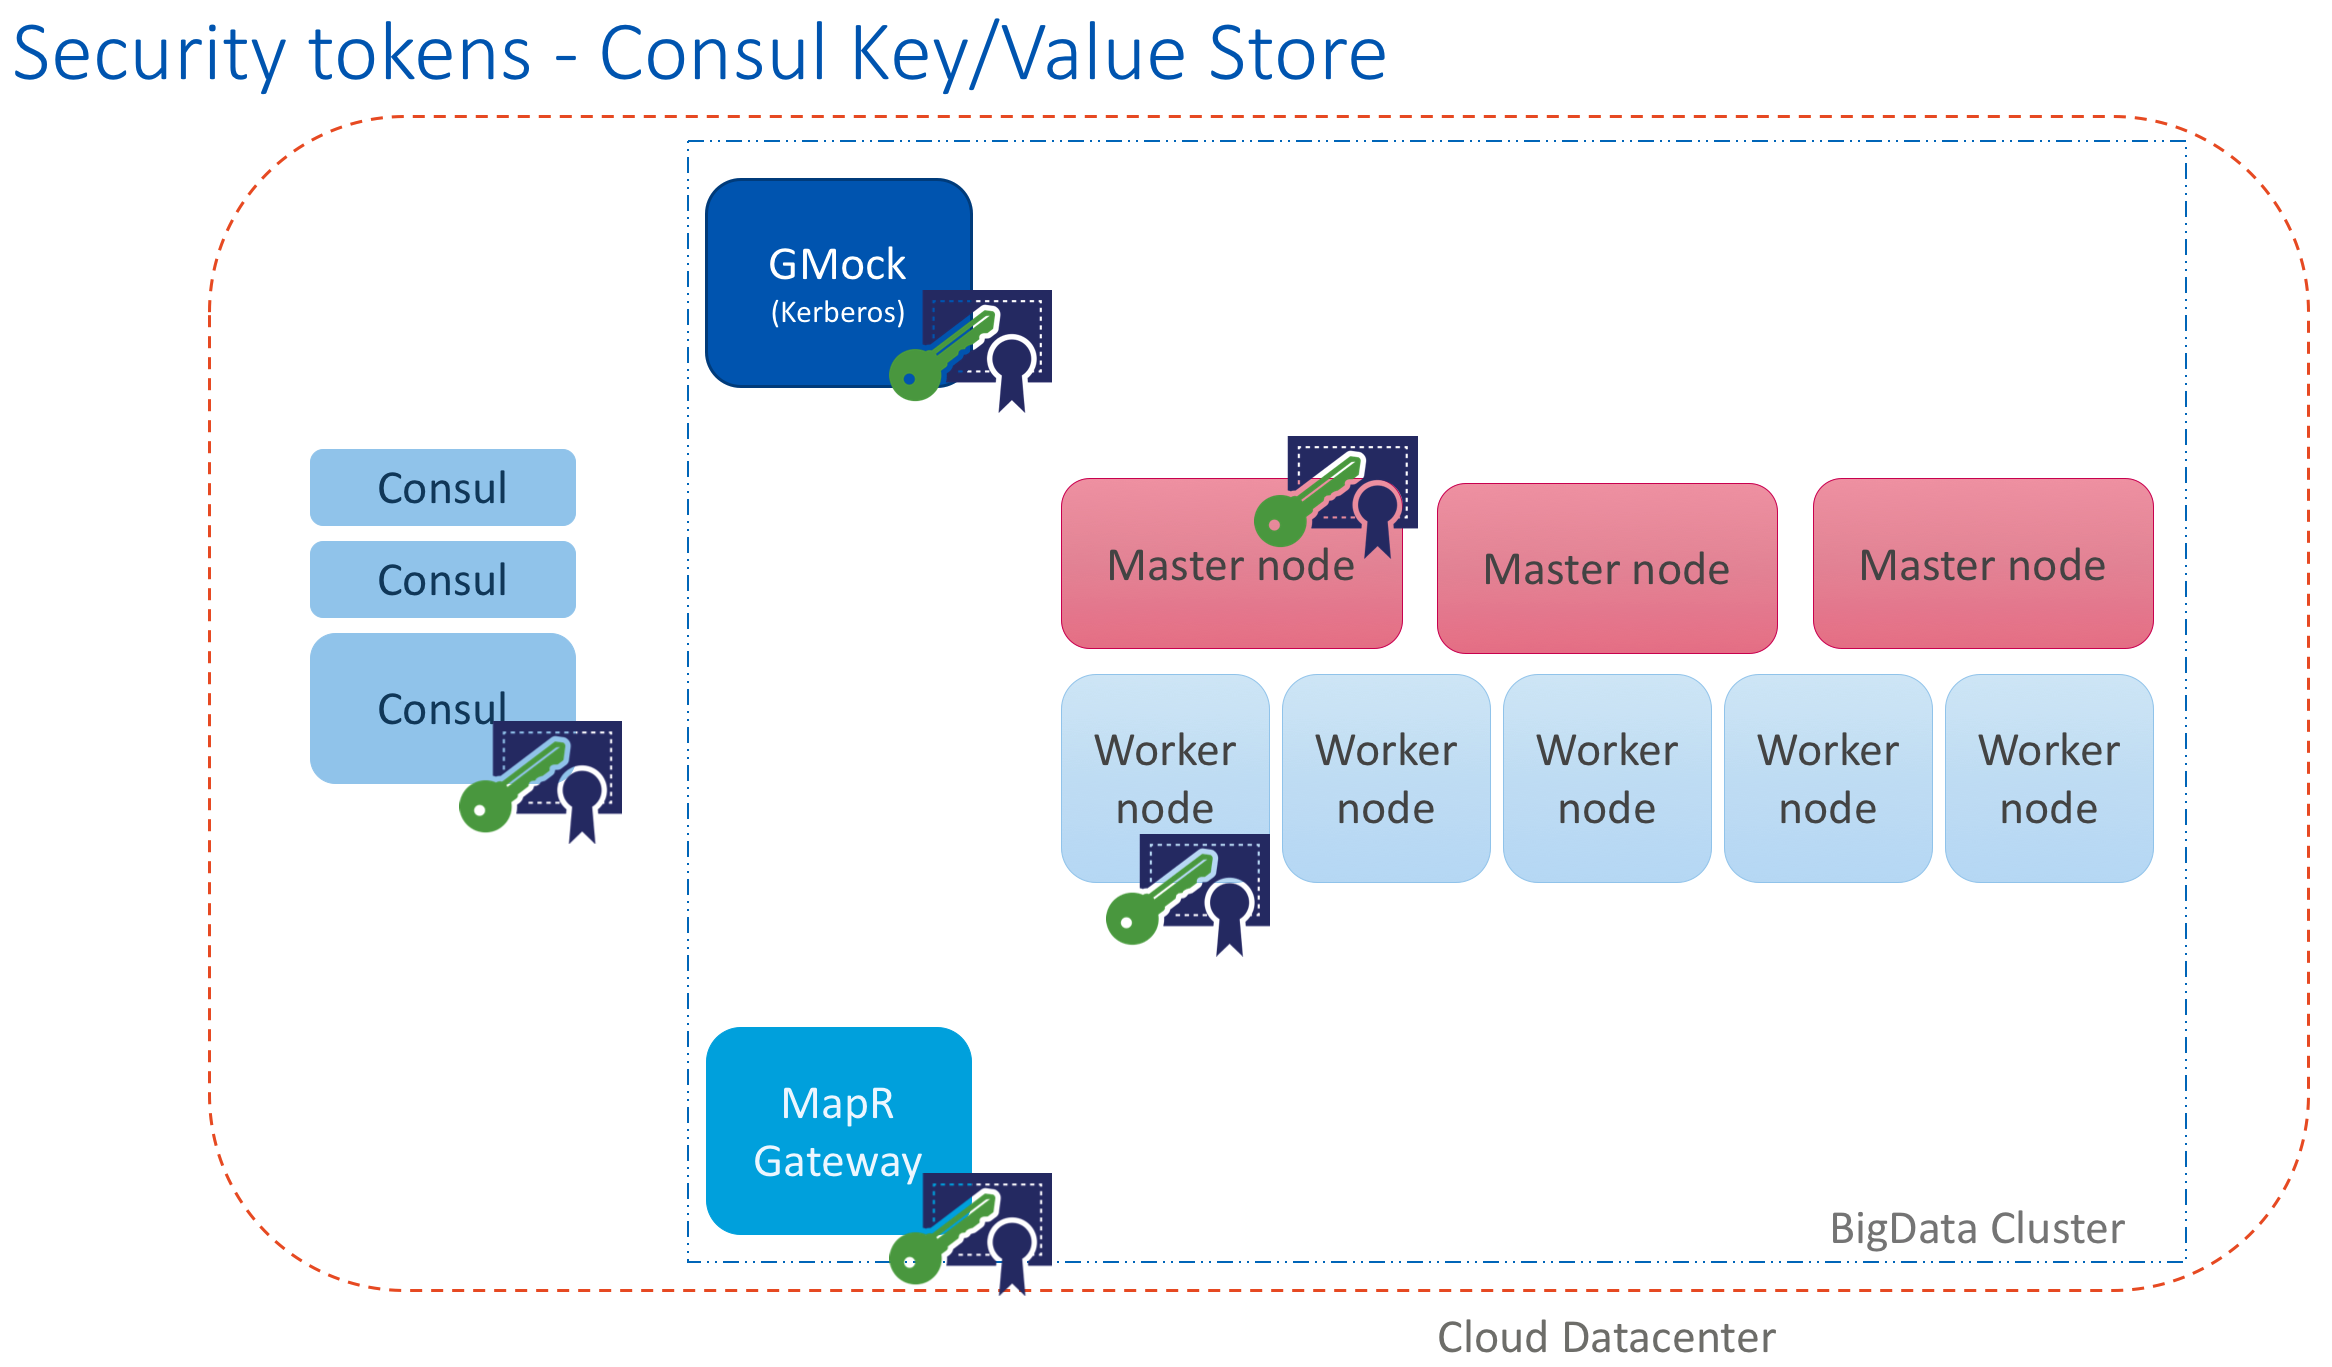 Security tokens - Consul Key/Value Store
GMock
(Kerberos)
Consul
Consul
Consul
Master node
Master node
Master node
Worker
node
Worker
node
Worker
node
Worker
node
Worker
node
MapR
Gateway
BigData Cluster
Cloud Datacenter